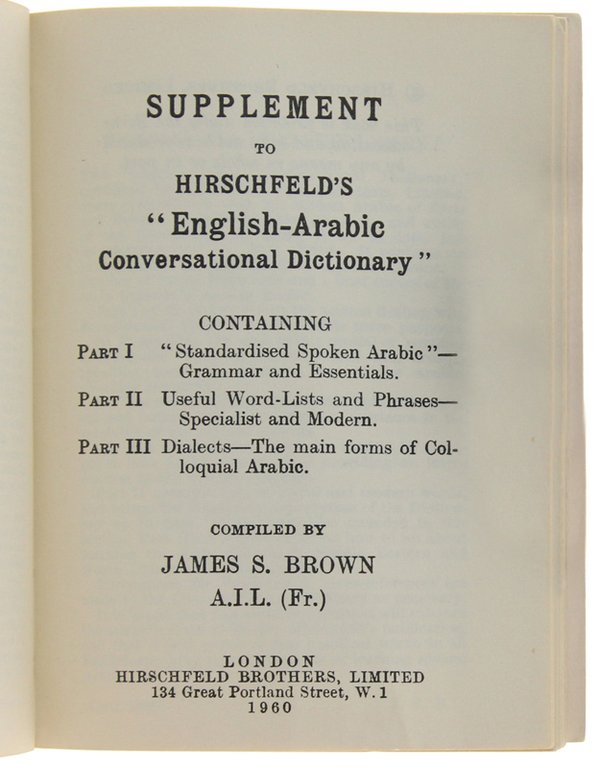 SUPPLEMENT
TO
HIRSCHFELD'S
"English-Arabic
Conversational Dictionary"
CONTAINING
PART I "Standardised Spoken Arabic"—
Grammar and Essentials.
PART II Useful Word-Lists and Phrases—
Specialist and Modern.
PART III Dialects—The main forms of Col-
loquial Arabic.
COMPILED BY
JAMES S. BROWN
A.I.L. (Fr.)
LONDON
HIRSCHFELD BROTHERS, LIMITED
134 Great Portland Street, W. 1
1960